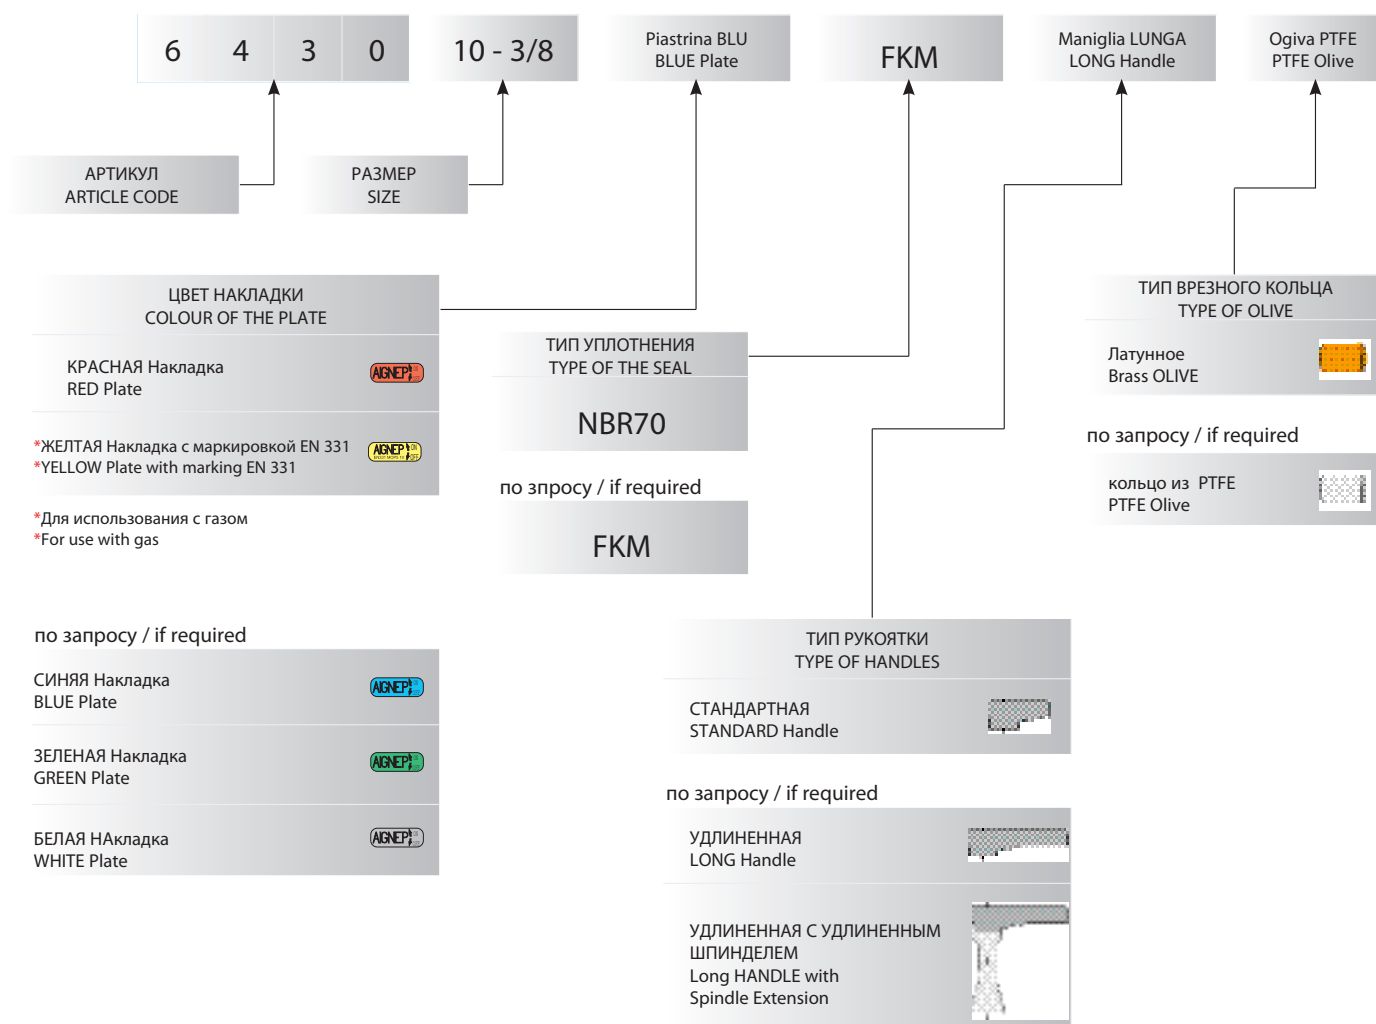 6 4 3 0
10 - 3/8
Piastrina BLU
BLUE Plate
FKM
Maniglia LUNGA
LONG Handle
Ogiva PTFE
PTFE Olive
АРТИКУЛ
ARTICLE CODE
РАЗМЕР
SIZE
ЦВЕТ НАКЛАДКИ
COLOUR OF THE PLATE
КРАСНАЯ Накладка
RED Plate
AIGNEP
*ЖЕЛТАЯ Накладка с маркировкой EN 331
*YELLOW Plate with marking EN 331
AIGNEP
*Для использования с газом
*For use with gas
по запросу / if required
СИНЯЯ Накладка
BLUE Plate
AIGNEP
ЗЕЛЕНАЯ Накладка
GREEN Plate
AIGNEP
БЕЛАЯ НАкладка
WHITE Plate
AIGNEP
ТИП УПЛОТНЕНИЯ
TYPE OF THE SEAL
NBR70
по зпросу / if required
FKM
ТИП РУКОЯТКИ
TYPE OF HANDLES
СТАНДАРТНАЯ
STANDARD Handle
по запросу / if required
УДЛИНЕННАЯ
LONG Handle
УДЛИНЕННАЯ С УДЛИНЕННЫМ
ШПИНДЕЛЕМ
Long HANDLE with
Spindle Extension
ТИП ВРЕЗНОГО КОЛЬЦА
TYPE OF OLIVE
Латунное
Brass OLIVE
по запросу / if required
кольцо из PTFE
PTFE Olive